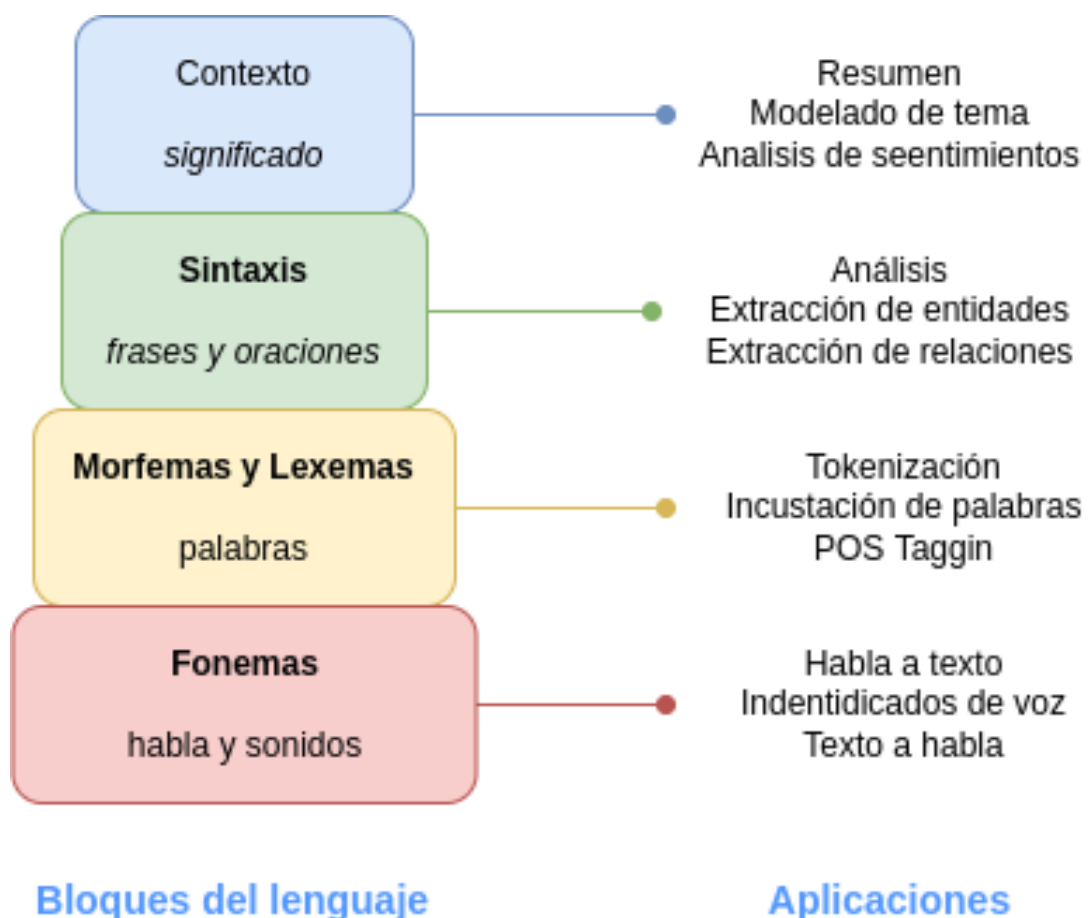 Contexto
significado
Resumen
Modelado de tema
Analisis de seentimientos
Sintaxis
frases y oraciones
Análisis
Extracción de entidades
Extracción de relaciones
Morfemas y Lexemas
palabras
Tokenización
Incustación de palabras
POS Taggin
Fonemas
habla y sonidos
Habla a texto
Indentidicados de voz
Texto a habla
Bloques del lenguaje
Aplicaciones